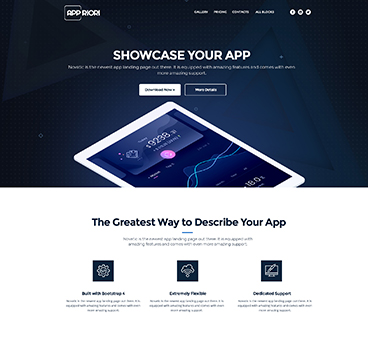 APP RIORI
GALLERY PRICING CONTACTS ALL BLOCKS
SHOWCASE YOUR APP
Novatic is the newest app landing page out there. It is equipped with amazing features and comes with even
more amazing support.
Download Now
More Details
$9238
18.0
The Greatest Way to Describe Your App
Novatic is the newest app landing page out there. It is equipped with
amazing features and comes with even more amazing support.
Built with Bootstrap 4
Novatic is the newest app landing page out there. It is
equipped with amazing features and comes with even
more amazing support.
Extremely Flexible
Novatic is the newest app landing page out there. It is
equipped with amazing features and comes with even
more amazing support.
Dedicated Support
Novatic is the newest app landing page out there. It is
equipped with amazing features and comes with even
more amazing support.